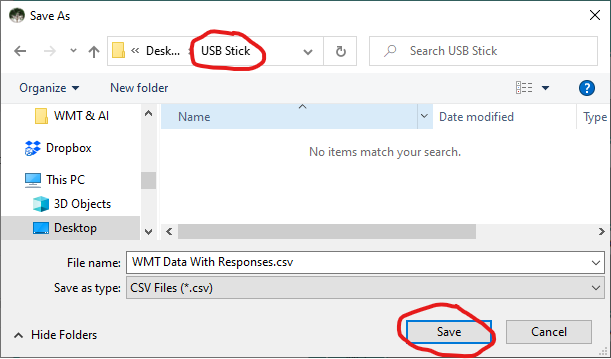 Save As
« Desk... › USB Stick
Search USB Stick
Organize
New folder
?
WMT & AI
Dropbox
This PC
3D Objects
Desktop
Name
Date modified
Type
No items match your search.
File name:
WMT Data With Responses.csv
Save as type:
CSV Files (*.csv)
Hide Folders
Save
Cancel